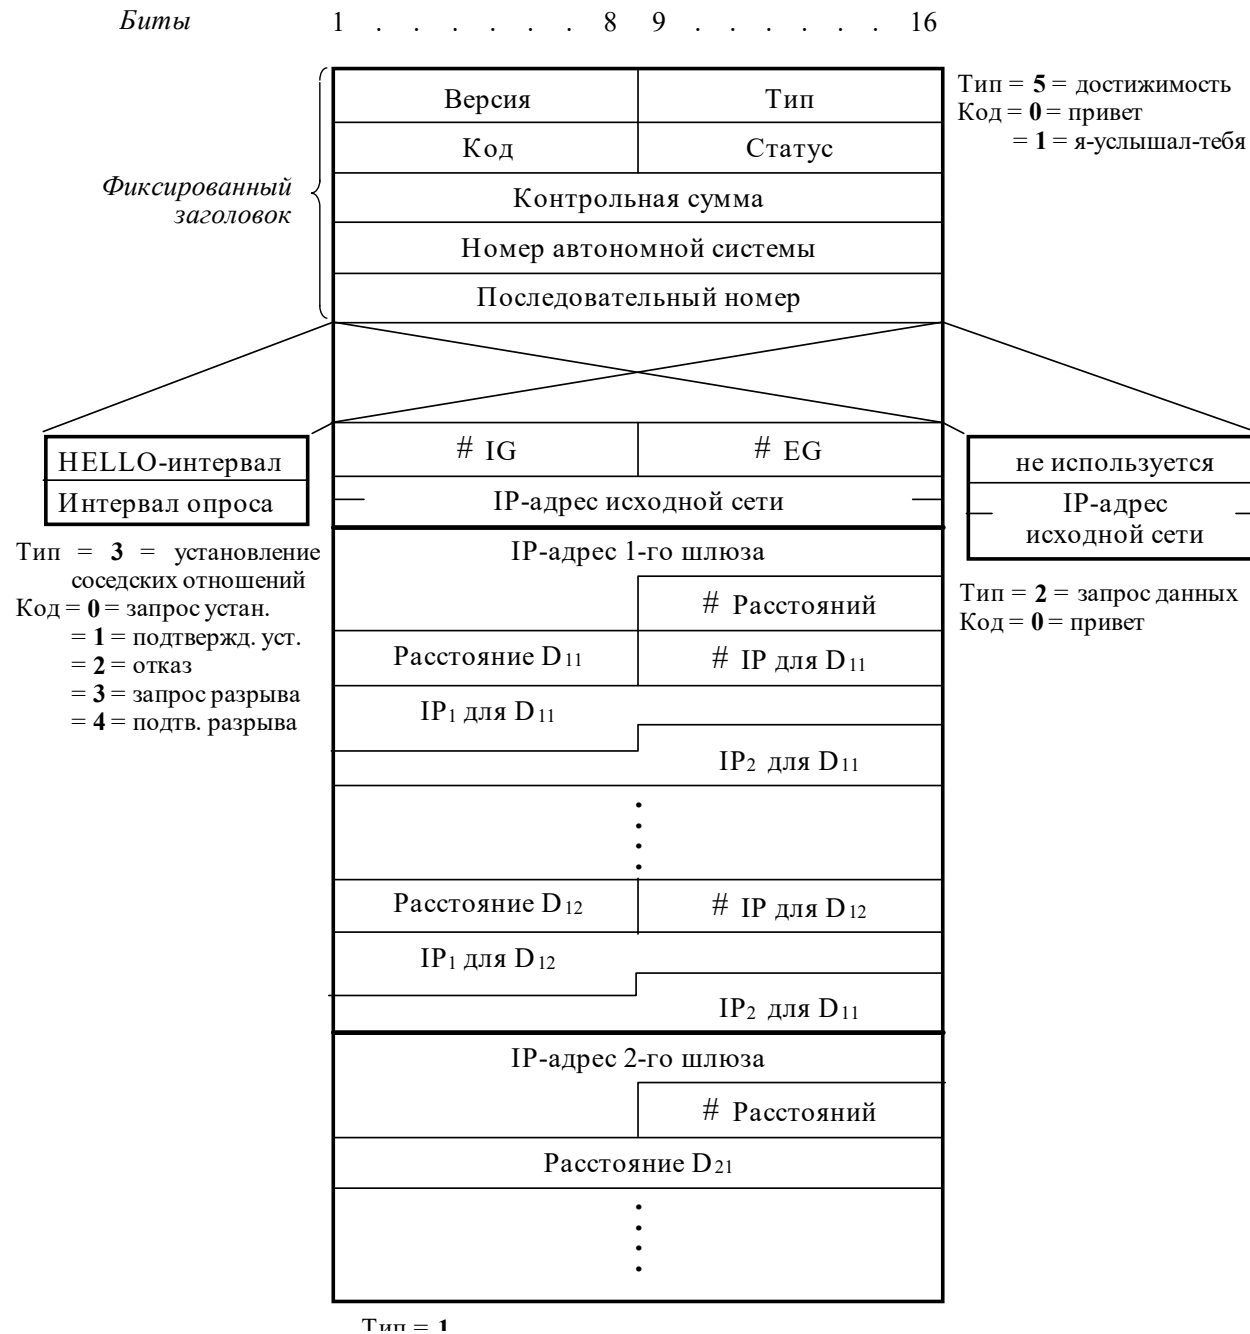 Биты 1 . . . . . . 8 9 . . . . . . 16
Версия
Тип
Код
Статус
Фиксированный
заголовок
Контрольная сумма
Номер автономной системы
Последовательный номер
Тип = 5 = достижимость
Код = 0 = привет
= 1 = я-услышал-тебя
HELLO-интервал
Интервал опроса
Тип = 3 = установление
соседских отношений
Код = 0 = запрос устан.
= 1 = подтвержд. уст.
= 2 = отказ
= 3 = запрос разрыва
= 4 = подтв. разрыва
# IG
# EG
IP-адрес исходной сети
не используется
IP-адрес
исходной сети
Тип = 2 = запрос данных
Код = 0 = привет
IP-адрес 1-го шлюза
# Расстояний
Расстояние D11
# IP для D11
IP1 для D11
IP2 для D11
Расстояние D12
# IP для D12
IP1 для D12
IP2 для D11
IP-адрес 2-го шлюза
# Расстояний
Расстояние D21
Тип = 1